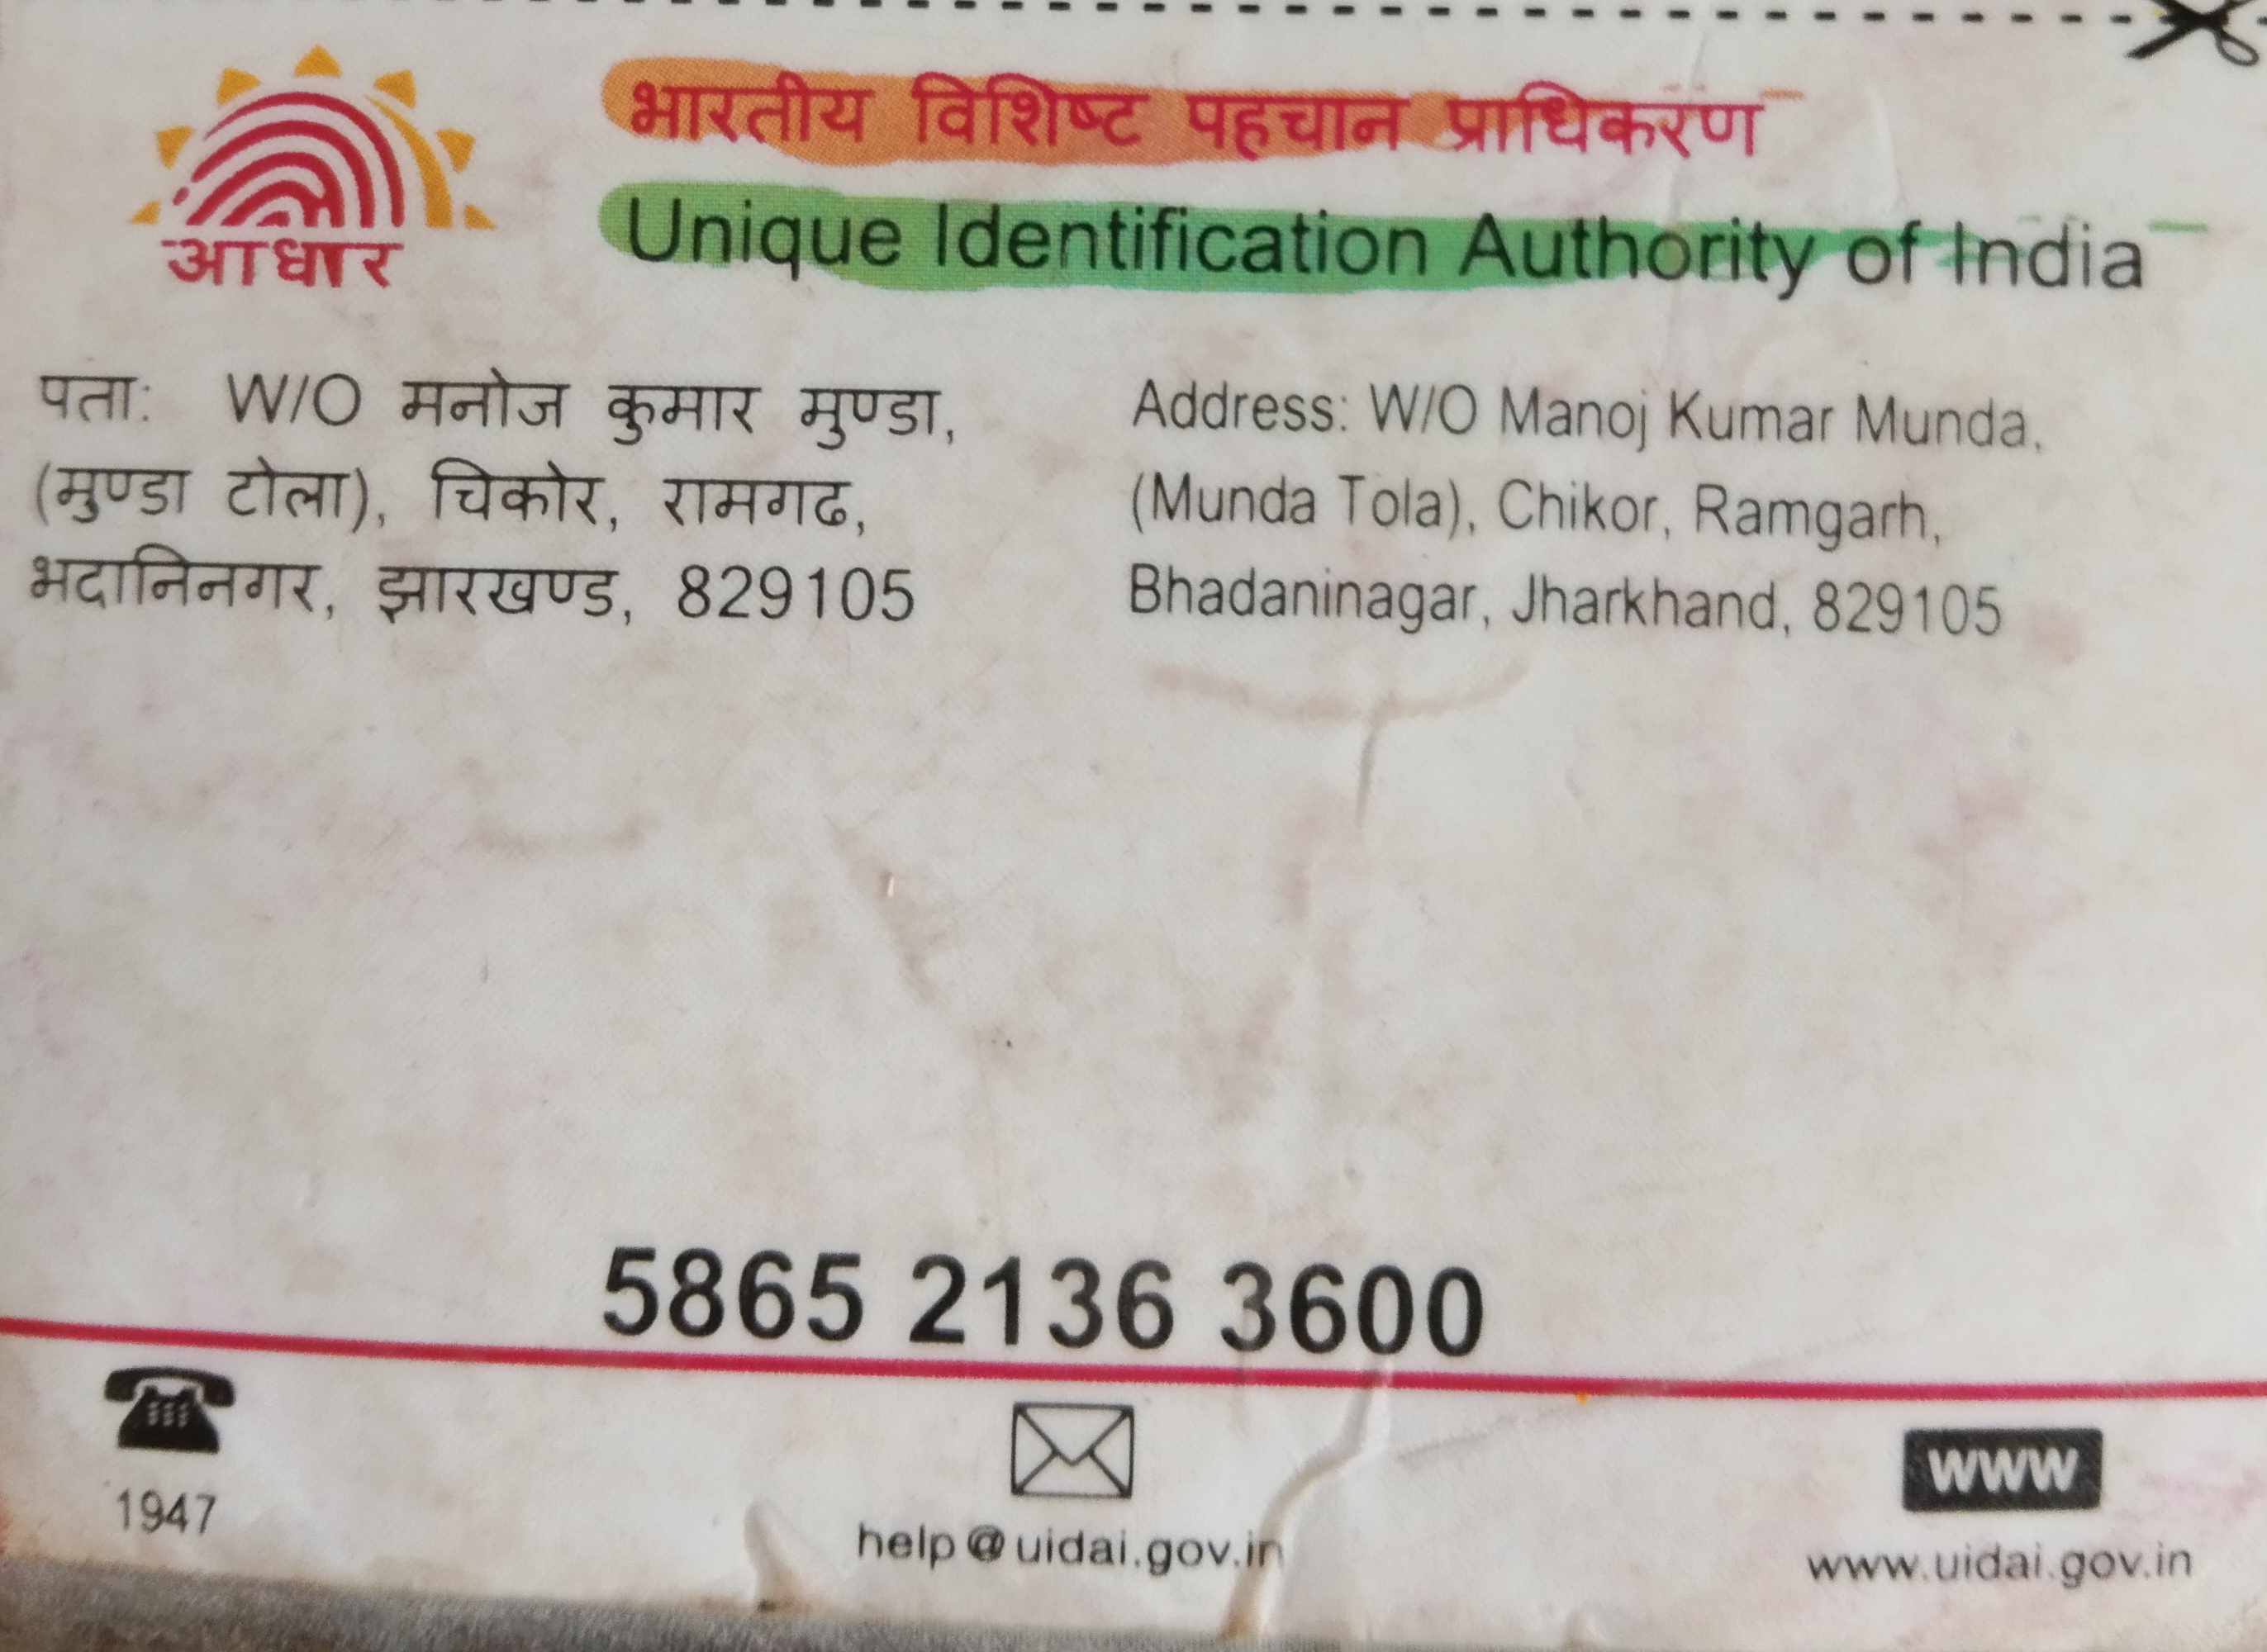 भारतीय विशिष्ट पहचान प्राधिकरण
Unique Identification Authority of India
आधार
पता: W/O मनोज कुमार मुण्डा,
(मुण्डा टोला), चिकोर, रामगढ,
भदानिनगर, झारखण्ड, 829105
Address: W/O Manoj Kumar Munda,
(Munda Tola), Chikor, Ramgarh,
Bhadaninagar, Jharkhand, 829105
5865 2136 3600
1947
help@uidai.gov.in
WWW
www.uidai.gov.in